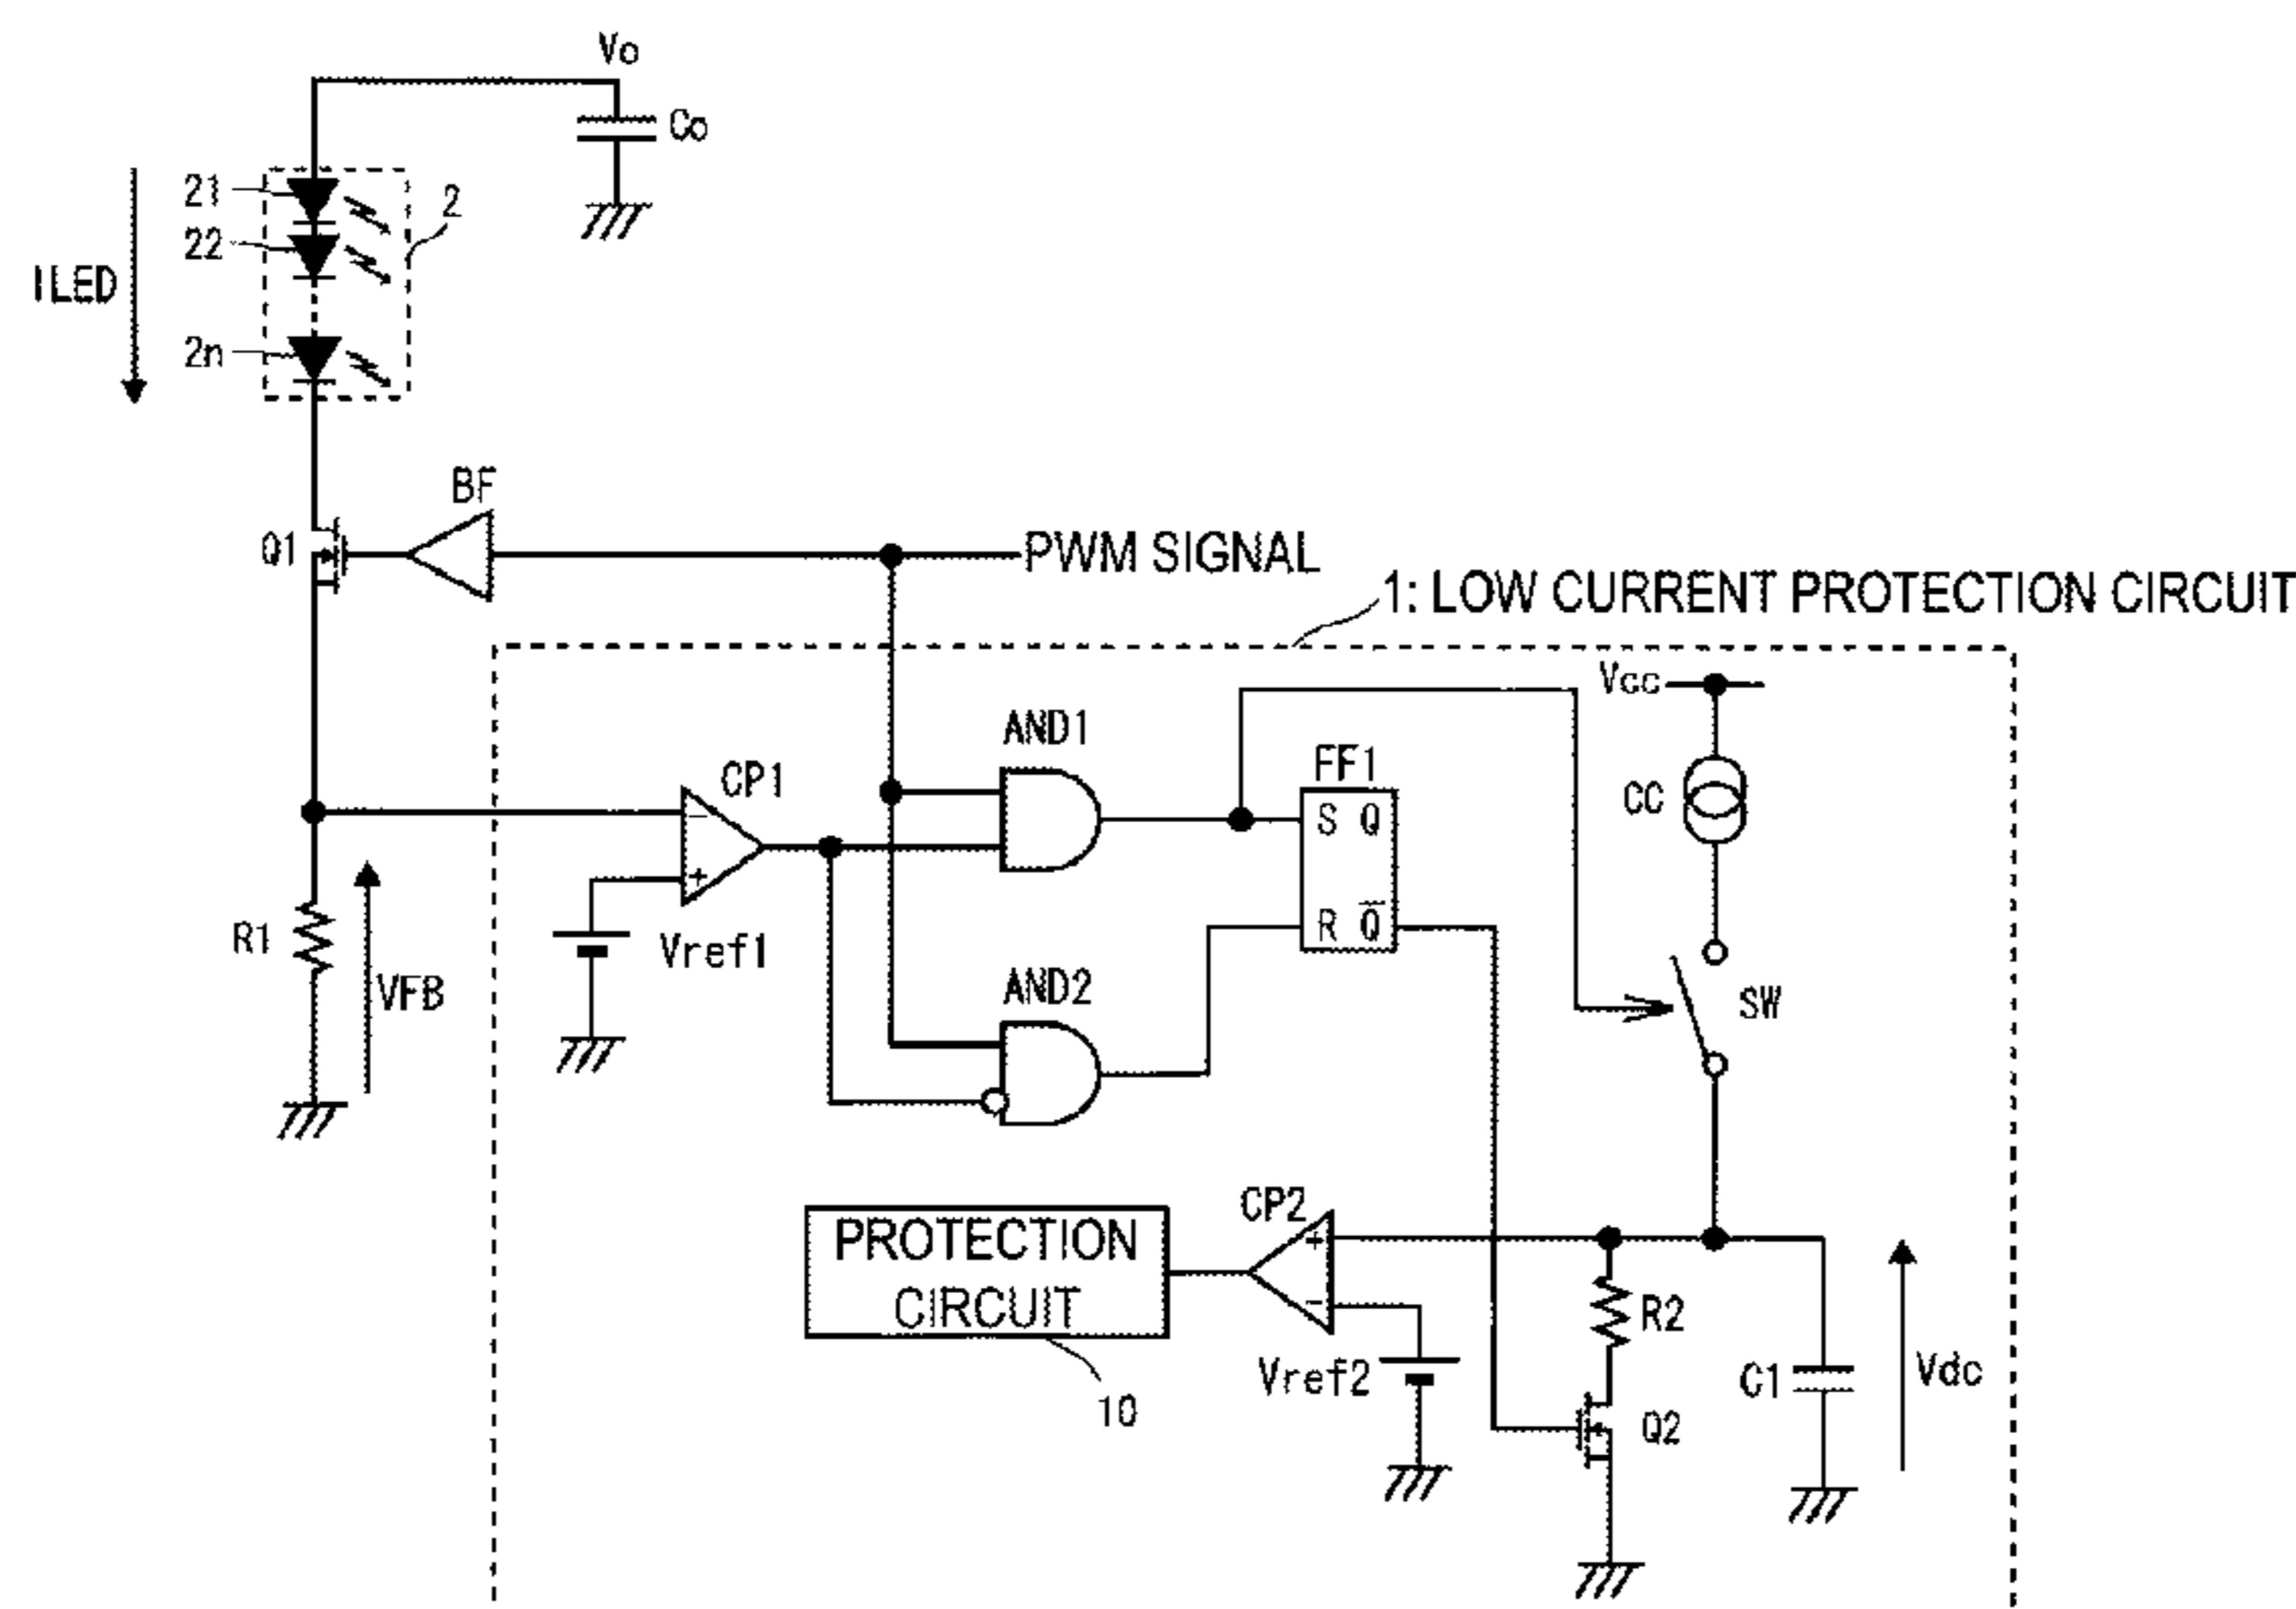 Vo
Co
21
2
22
ILED
2n
BF
Q1
PWM SIGNAL
1: LOW CURRENT PROTECTION CIRCUIT
Vcc
AND1
FF1
CP1
CC
−
S Q
+
R1
Vref1
R Q̅
VFB
AND2
SW
CP2
PROTECTION
CIRCUIT
+
−
R2
Vref2
C1
Vdc
10
Q2